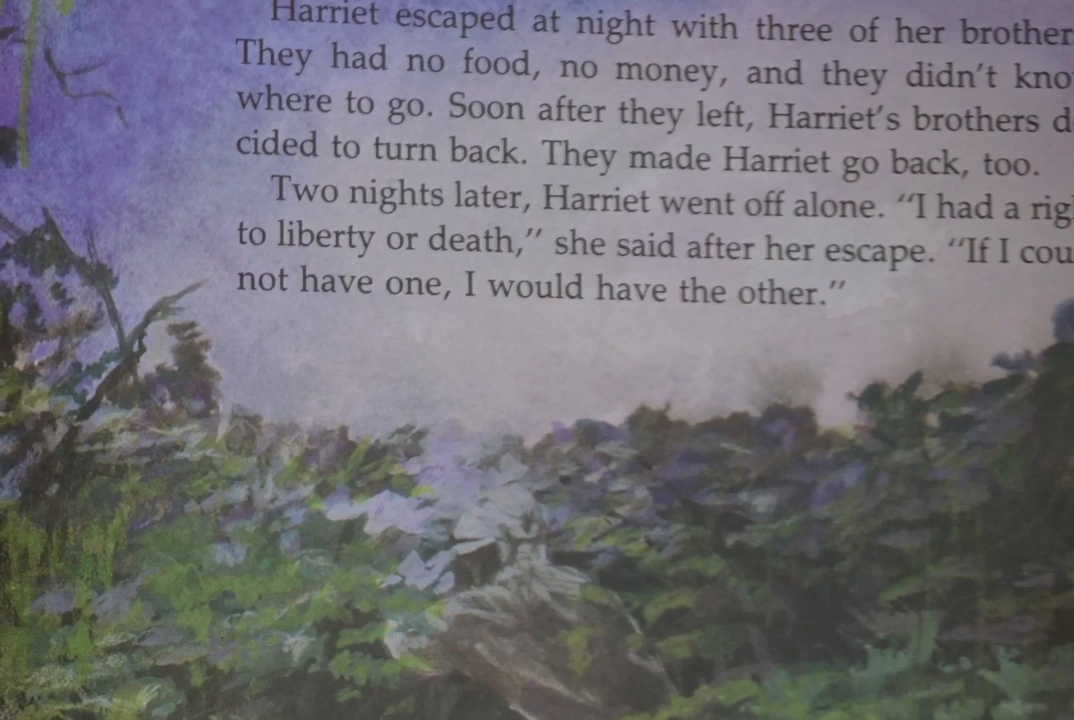 Harriet escaped at night with three of her brother
They had no food, no money, and they didn't kno
where to go. Soon after they left, Harriet's brothers d
cided to turn back. They made Harriet go back, too.
Two nights later, Harriet went off alone. "I had a rig
to liberty or death," she said after her escape. "If I cou
not have one, I would have the other."